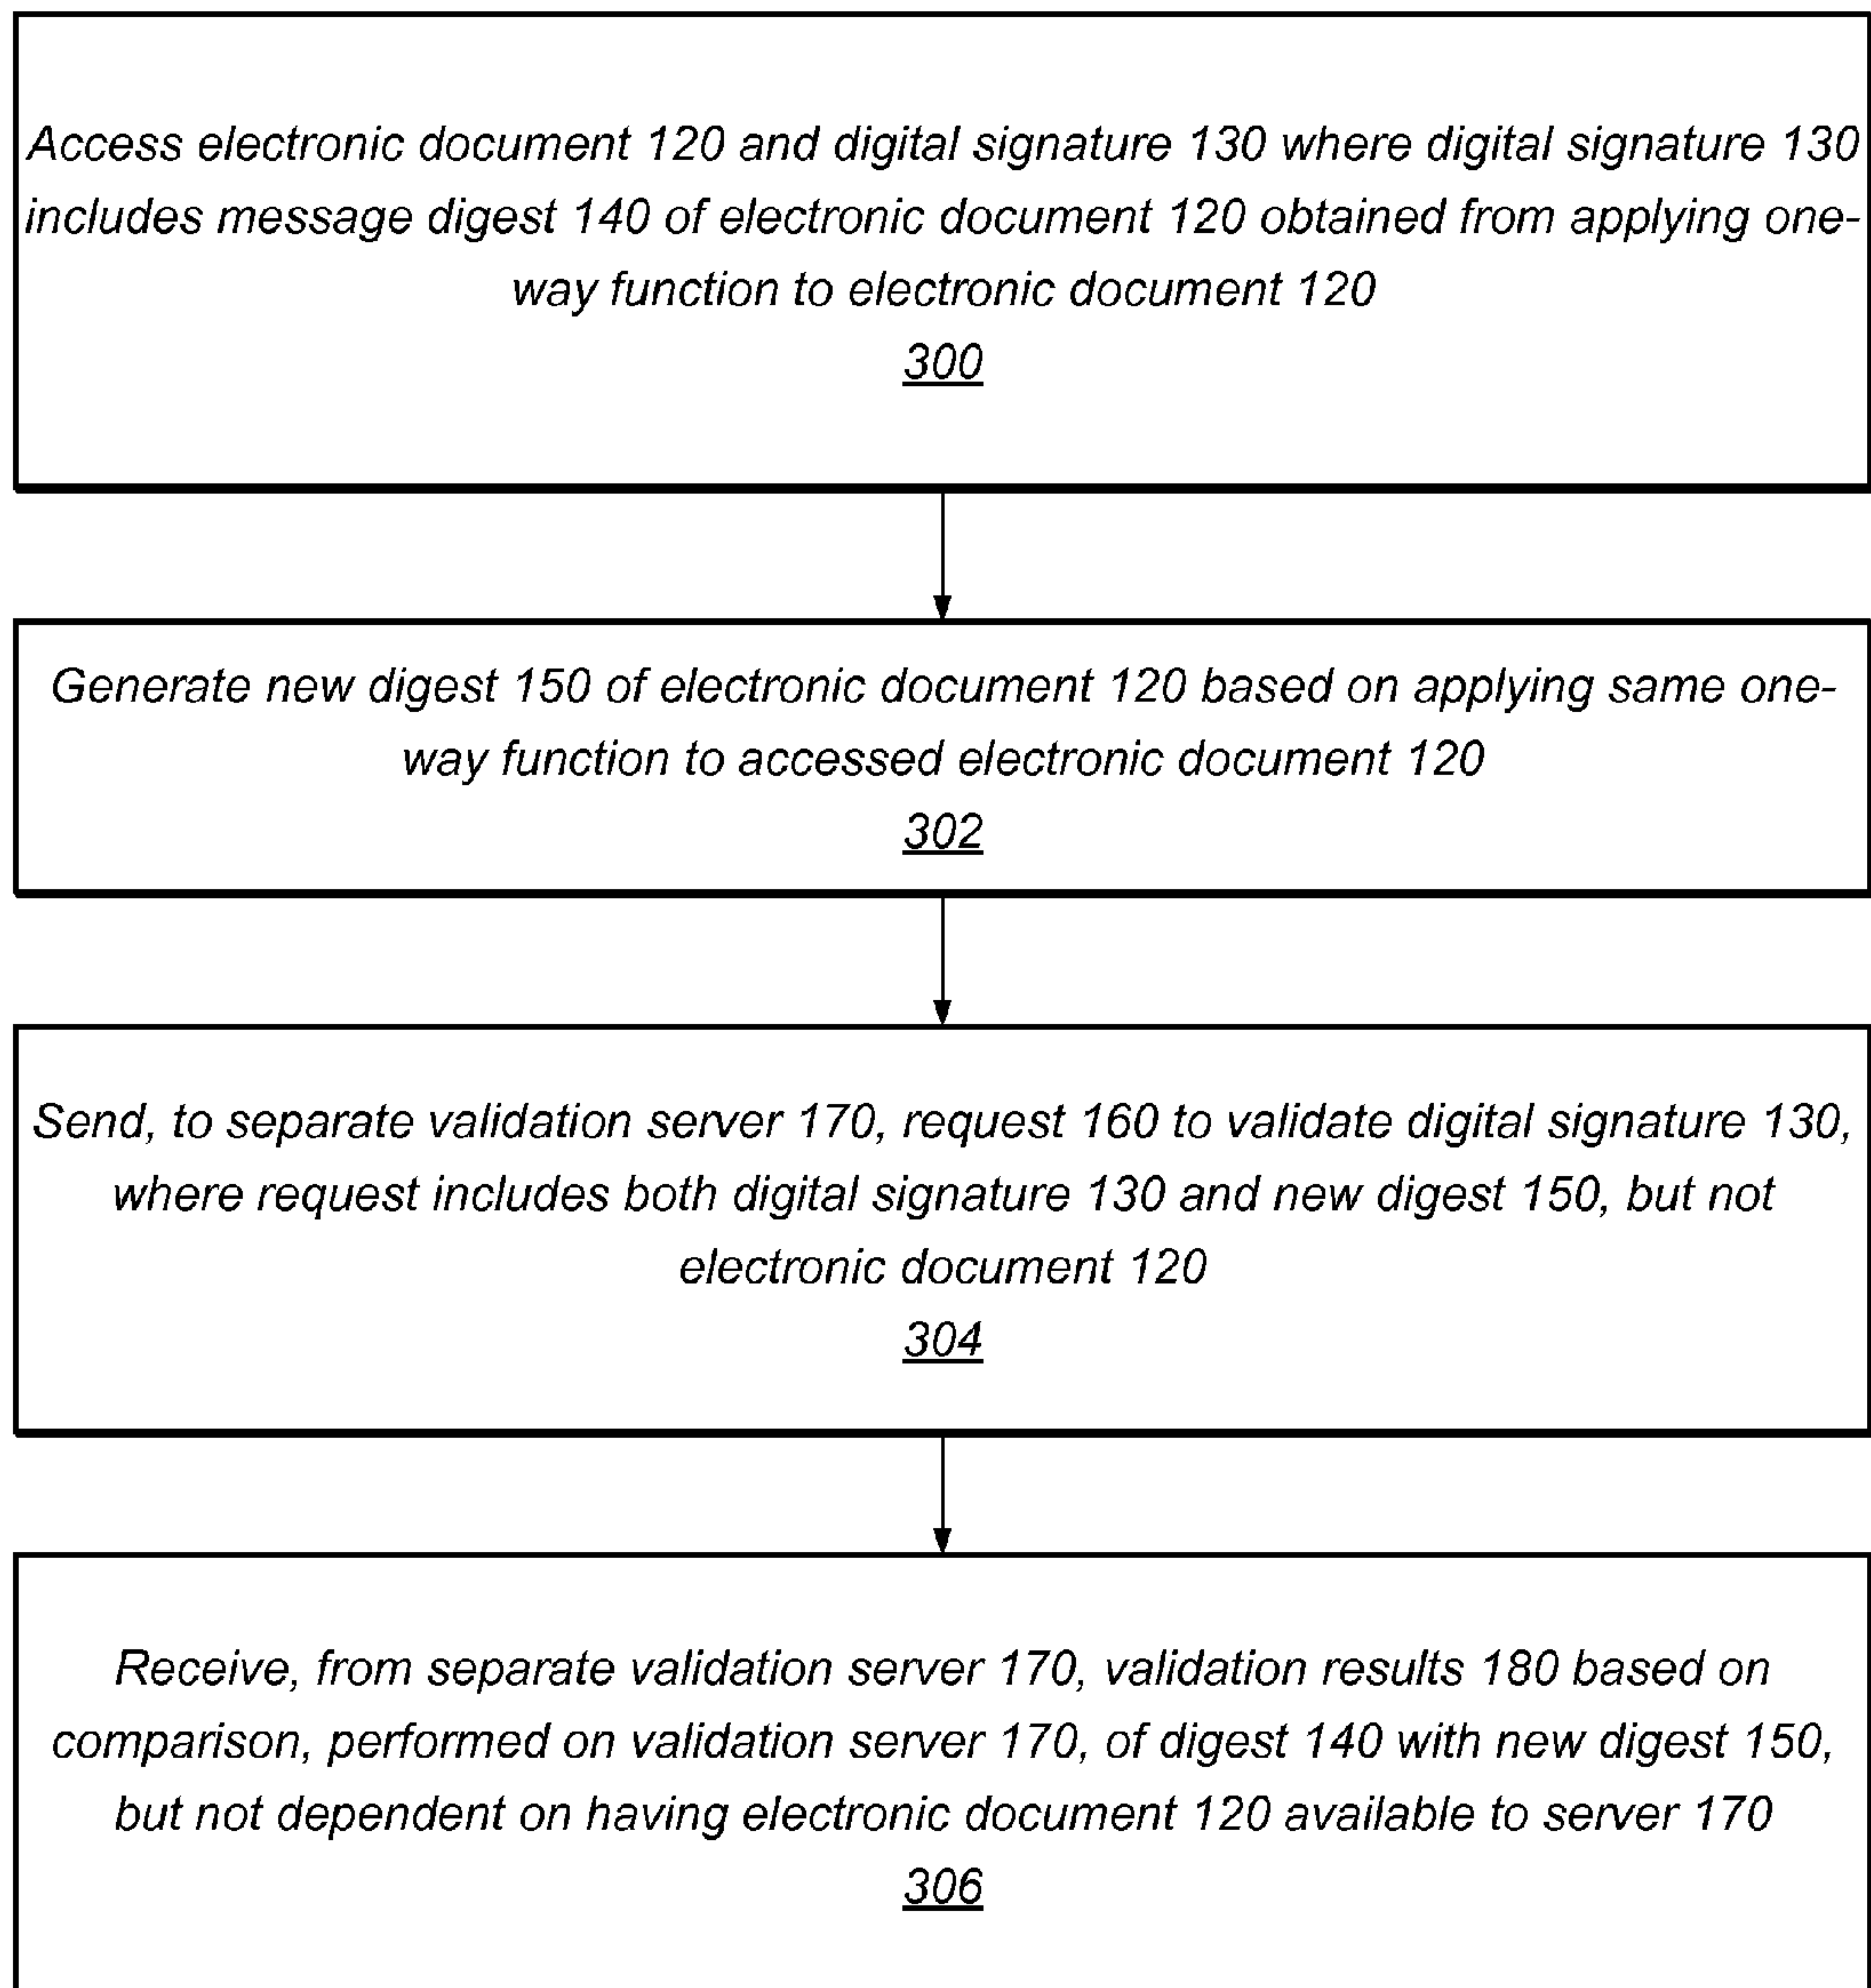 Access electronic document 120 and digital signature 130 where digital signature 130
includes message digest 140 of electronic document 120 obtained from applying one-
way function to electronic document 120
300
Generate new digest 150 of electronic document 120 based on applying same one-
way function to accessed electronic document 120
302
Send, to separate validation server 170, request 160 to validate digital signature 130,
where request includes both digital signature 130 and new digest 150, but not
electronic document 120
304
Receive, from separate validation server 170, validation results 180 based on
comparison, performed on validation server 170, of digest 140 with new digest 150,
but not dependent on having electronic document 120 available to server 170
306